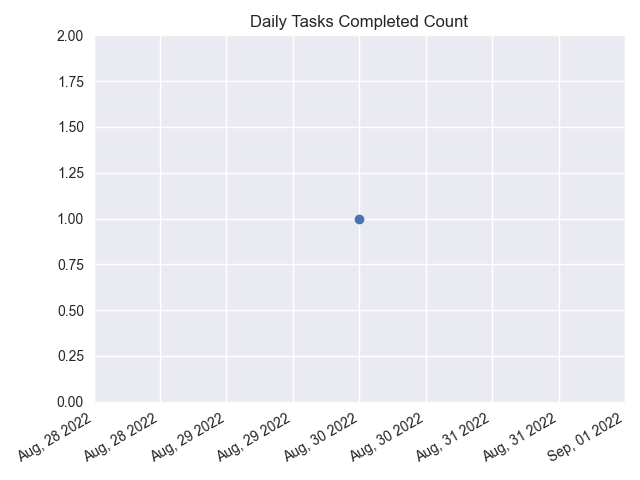 Daily Tasks Completed Count
2.00
1.75
1.50
1.25
1.00
0.75
0.50
0.25
0.00
Aug, 28 2022
Aug, 28 2022
Aug, 29 2022
Aug, 29 2022
Aug, 30 2022
Aug, 30 2022
Aug, 31 2022
Aug, 31 2022
Sep, 01 2022